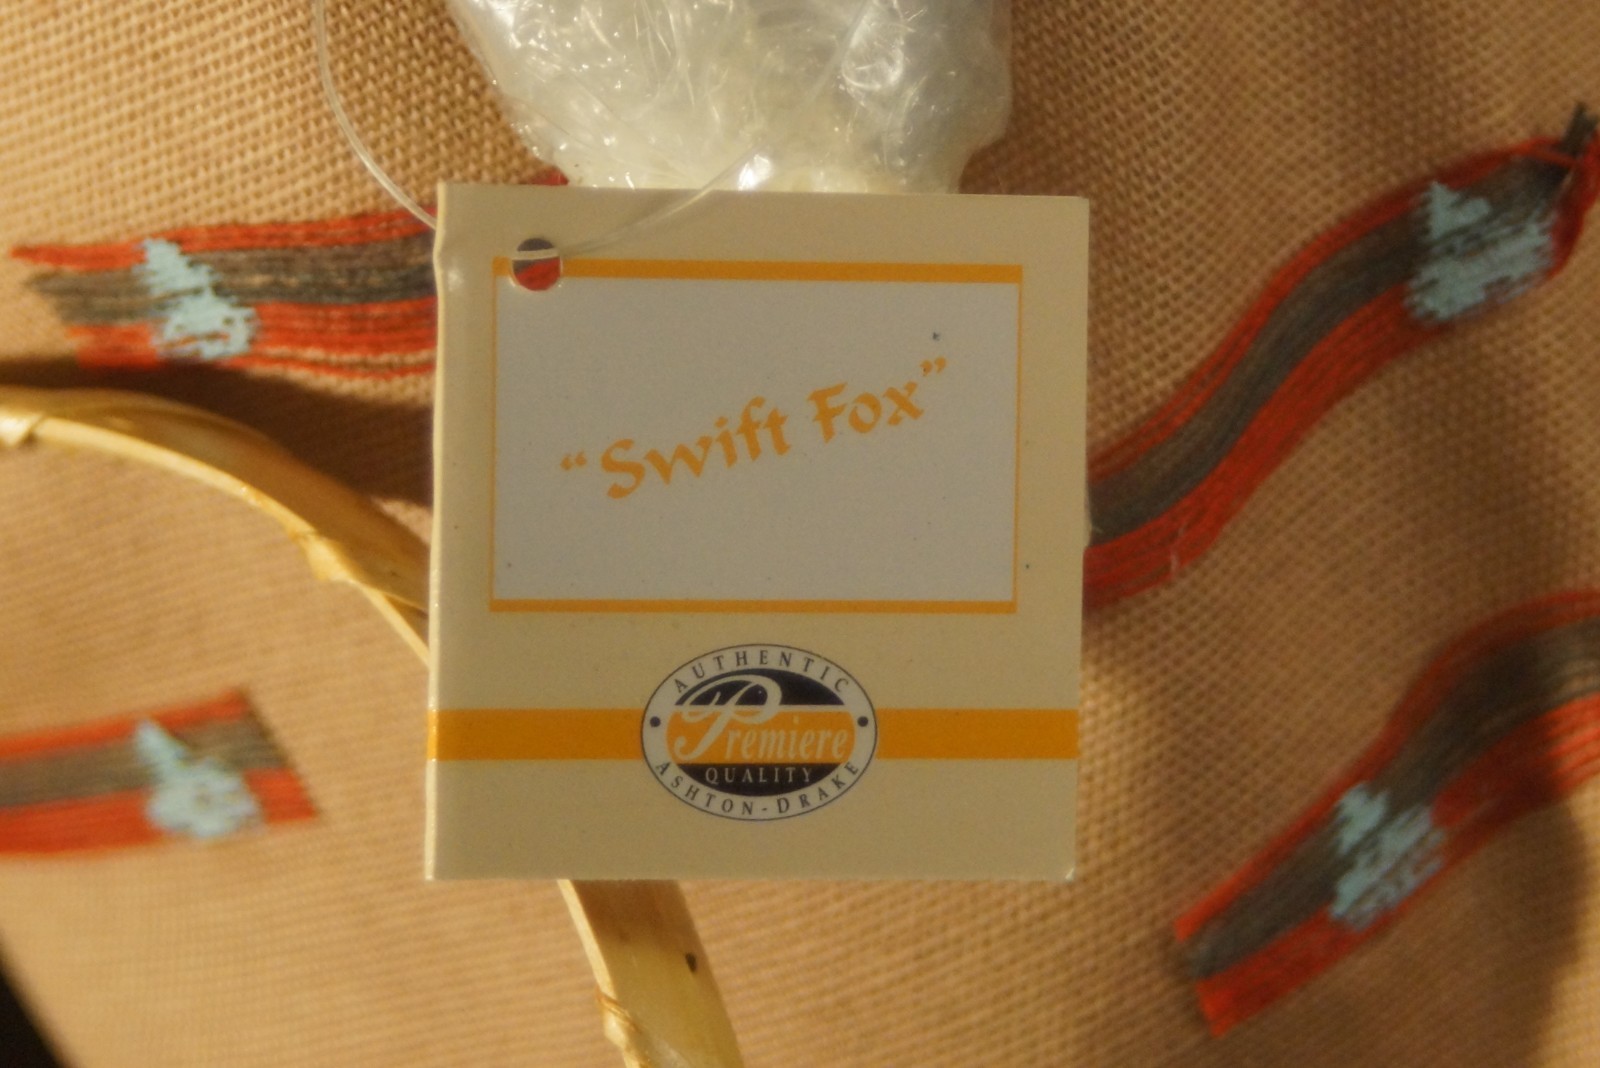 “Swift Fox”
AUTHENTIC
Premiere
QUALITY
ASHTON-DRAKE